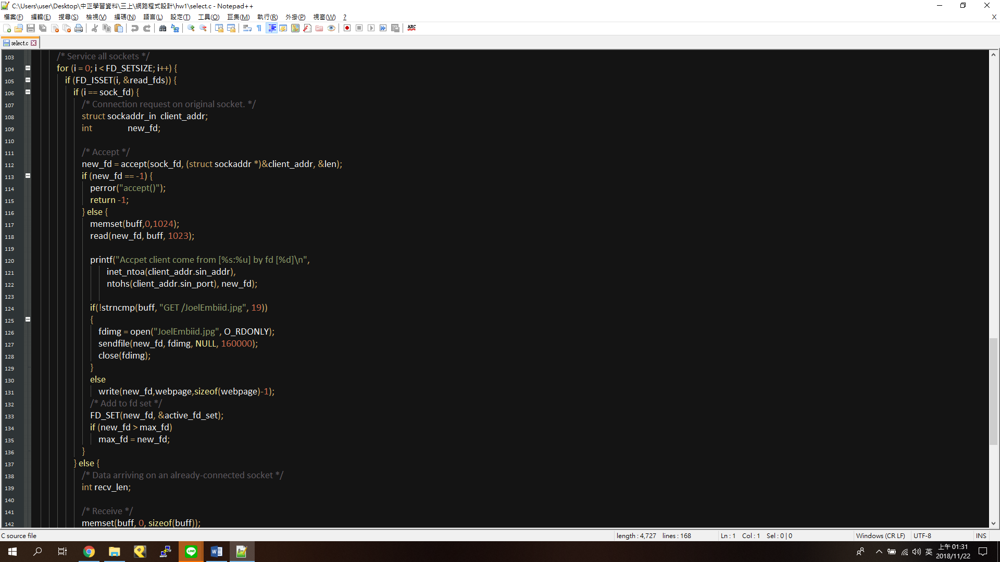 C:\Users\user\Desktop\中正學習資料\三上\網路程式設計\hw1\select.c - Notepad++
檔案(F) 編輯(E) 搜尋(S) 檢視(V) 編碼(N) 語言(L) 設定(T) 工具(O) 巨集(M) 執行(R) 外掛(P) 視窗(W) ? X
ABC
select.c
103 /* Service all sockets */
104 for (i = 0; i < FD_SETSIZE; i++) {
105 if (FD_ISSET(i, &read_fds)) {
106 if (i == sock_fd) {
107 /* Connection request on original socket. */
108 struct sockaddr_in client_addr;
109 int new_fd;
110
111 /* Accept */
112 new_fd = accept(sock_fd, (struct sockaddr *)&client_addr, &len);
113 if (new_fd == -1) {
114 perror("accept()");
115 return -1;
116 } else {
117 memset(buff,0,1024);
118 read(new_fd, buff, 1023);
119
120 printf("Accpet client come from [%s:%u] by fd [%d]\n",
121 inet_ntoa(client_addr.sin_addr),
122 ntohs(client_addr.sin_port), new_fd);
123
124 if(!strncmp(buff, "GET /JoelEmbiid.jpg", 19))
125 {
126 fdimg = open("JoelEmbiid.jpg", O_RDONLY);
127 sendfile(new_fd, fdimg, NULL, 160000);
128 close(fdimg);
129 }
130 else
131 write(new_fd,webpage,sizeof(webpage)-1);
132 /* Add to fd set */
133 FD_SET(new_fd, &active_fd_set);
134 if (new_fd > max_fd)
135 max_fd = new_fd;
136 }
137 } else {
138 /* Data arriving on an already-connected socket */
139 int recv_len;
140
141 /* Receive */
142 memset(buff, 0, sizeof(buff));
C source file length : 4,727 lines : 168 Ln : 1 Col : 1 Sel : 0 | 0 Windows (CR LF) UTF-8 INS
LINE
英
上午 01:31
2018/11/22